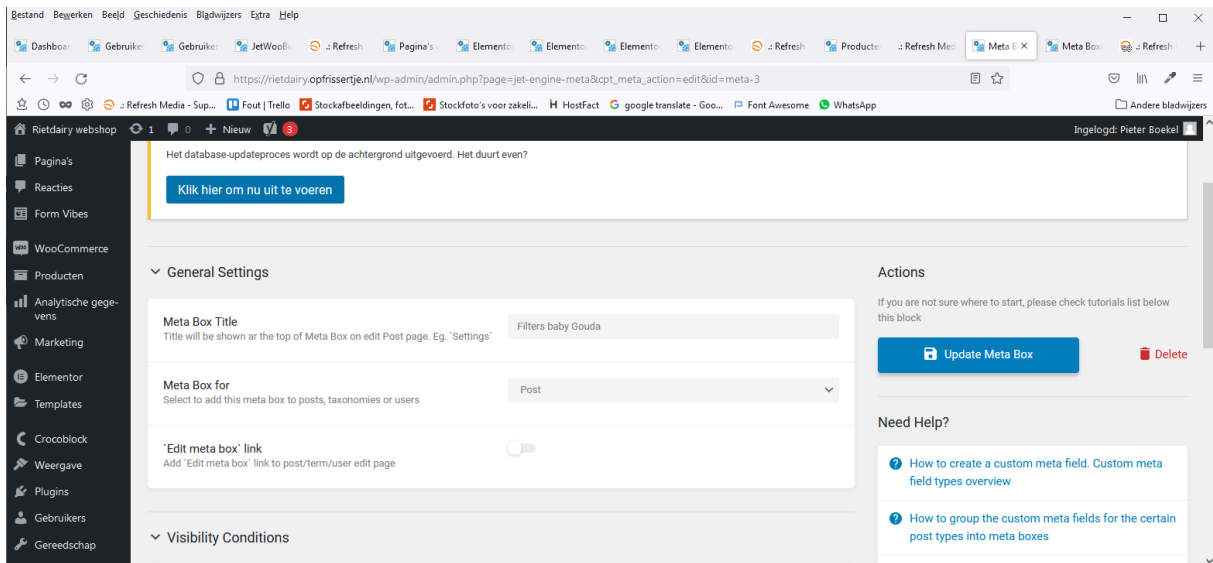 Bestand Bewerken Beeld Geschiedenis Bladwijzers Extra Help
Dashboar Gebruiker Gebruiker JetWooBu .: Refresh Pagina's Elemento Elemento Elemento Elemento .: Refresh Producte .: Refresh Med Meta B Meta Box .: Refresh
https://rietdairy.opfrissertje.nl/wp-admin/admin.php?page=jet-engine-meta&cpt_meta_action=edit&id=meta-3
.: Refresh Media - Sup... Fout | Trello Stockafbeeldingen, fot... Stockfoto's voor zakeli... HostFact google translate - Goo... Font Awesome WhatsApp Andere bladwijzers
Rietdairy webshop 1 0 Nieuw 3 Ingelogd: Pieter Boekel
Pagina's
Reacties
Form Vibes
WooCommerce
Producten
Analytische gege-
vens
Marketing
Elementor
Templates
Crocoblock
Weergave
Plugins
Gebruikers
Gereedschap
Het database-updateproces wordt op de achtergrond uitgevoerd. Het duurt even?
Klik hier om nu uit te voeren
General Settings
Meta Box Title
Title will be shown ar the top of Meta Box on edit Post page. Eg. `Settings`
Filters baby Gouda
Meta Box for
Select to add this meta box to posts, taxonomies or users
Post
`Edit meta box` link
Add `Edit meta box` link to post/term/user edit page
Visibility Conditions
Actions
If you are not sure where to start, please check tutorials list below
this block
Update Meta Box
Delete
Need Help?
How to create a custom meta field. Custom meta
field types overview
How to group the custom meta fields for the certain
post types into meta boxes